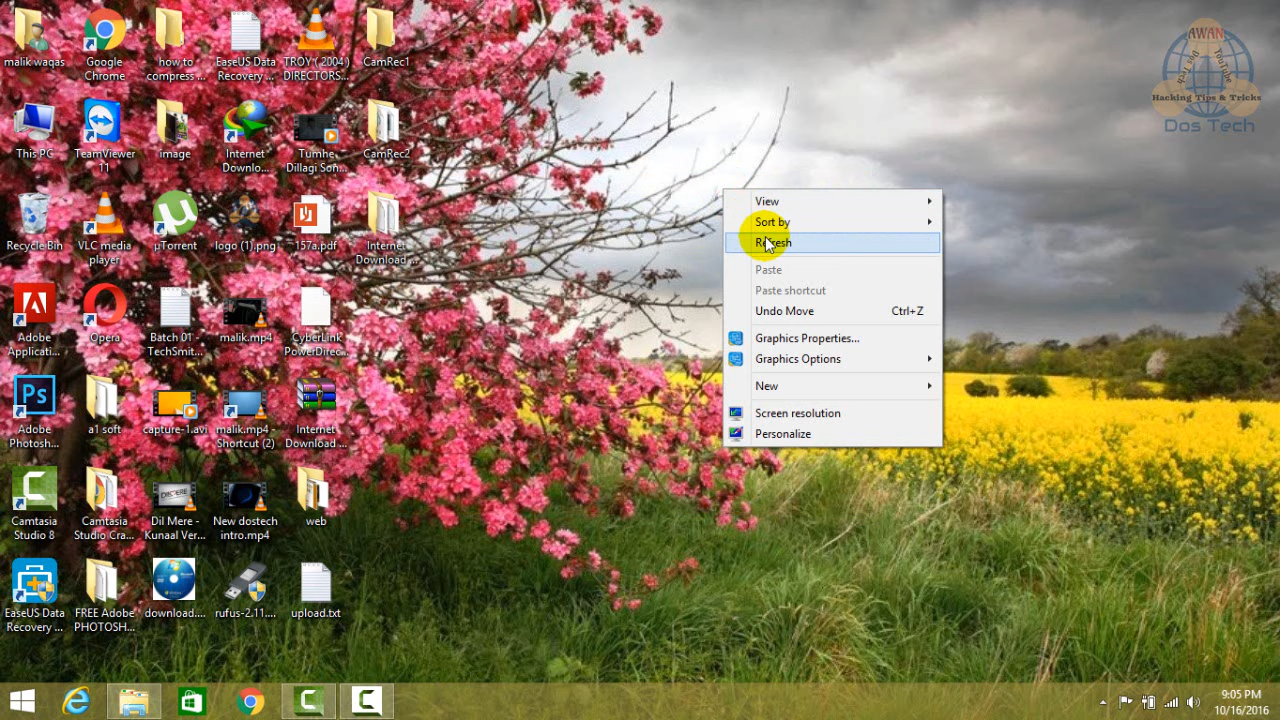 malik waqas
Google
Chrome
how to
compress ...
EaseUS Data
Recovery ...
TROY ( 2004 )
DIRECTORS...
CamRec1
This PC
TeamViewer
11
image
Internet
Downlo...
Tumhe
Dillagi Son...
CamRec2
Recycle Bin
VLC media
player
µTorrent
logo (1).png
157a.pdf
Internet
Download ...
Adobe
Applicati...
Opera
Batch 01 -
TechSmit...
malik.mp4
CyberLink
PowerDirec...
Ps
Adobe
Photosh...
a1 soft
capture-1.avi
malik.mp4 -
Shortcut (2)
Internet
Download ...
Camtasia
Studio 8
Camtasia
Studio Cra...
Dil Mere -
Kunaal Ver...
New dostech
intro.mp4
web
EaseUS Data
Recovery ...
FREE Adobe
PHOTOSH...
download....
rufus-2.11....
upload.txt
View
Sort by
Refresh
Paste
Paste shortcut
Undo Move Ctrl+Z
Graphics Properties...
Graphics Options
New
Screen resolution
Personalize
AWAN
Dos Tech
Youtube
Hacking Tips & Tricks
Dos Tech
9:05 PM
10/16/2016